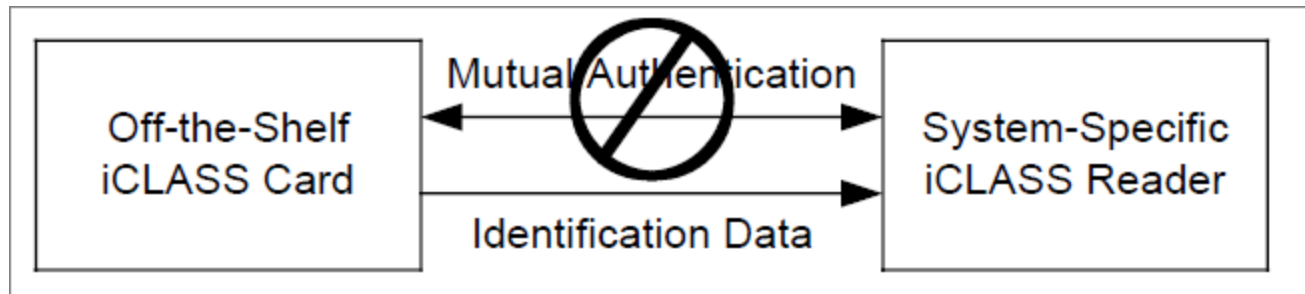 Mutual Authentication
Off-the-Shelf
iCLASS Card
System-Specific
iCLASS Reader
Identification Data